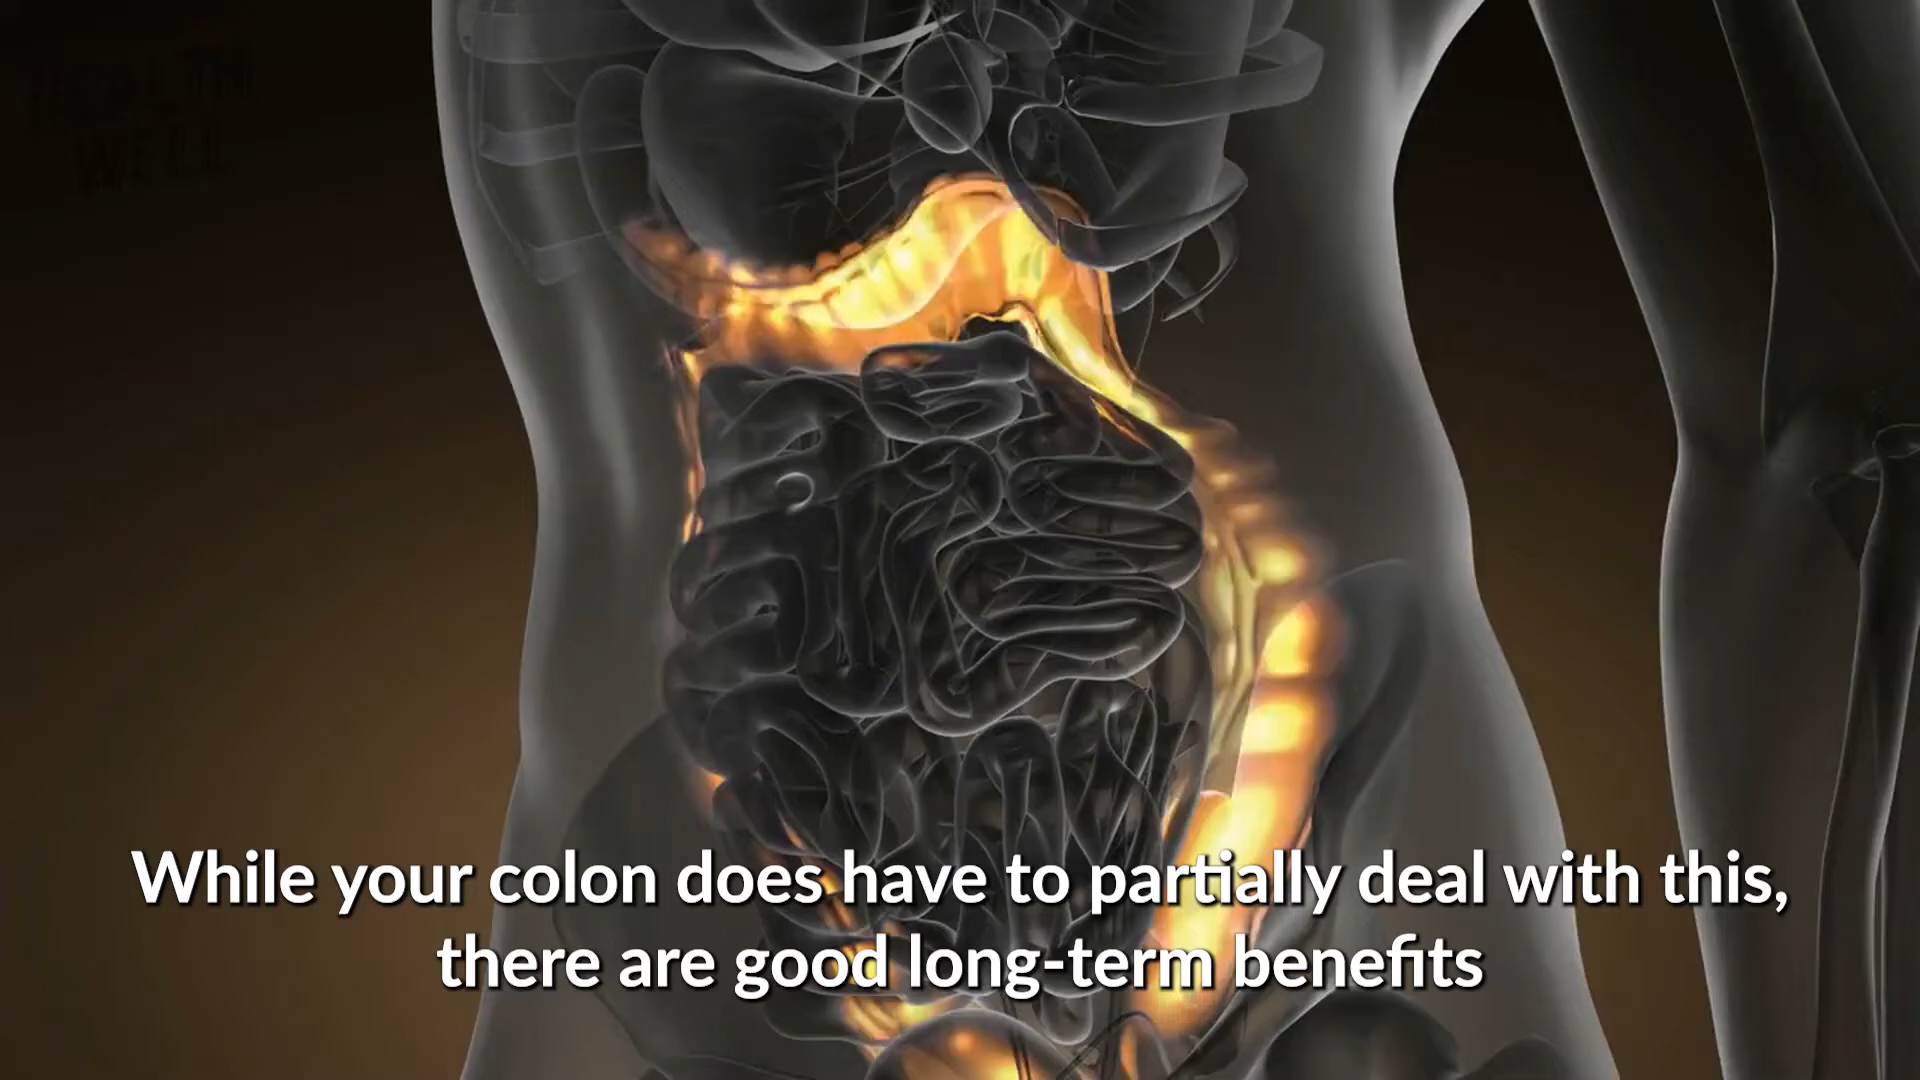 While your colon does have to partially deal with this,
there are good long-term benefits